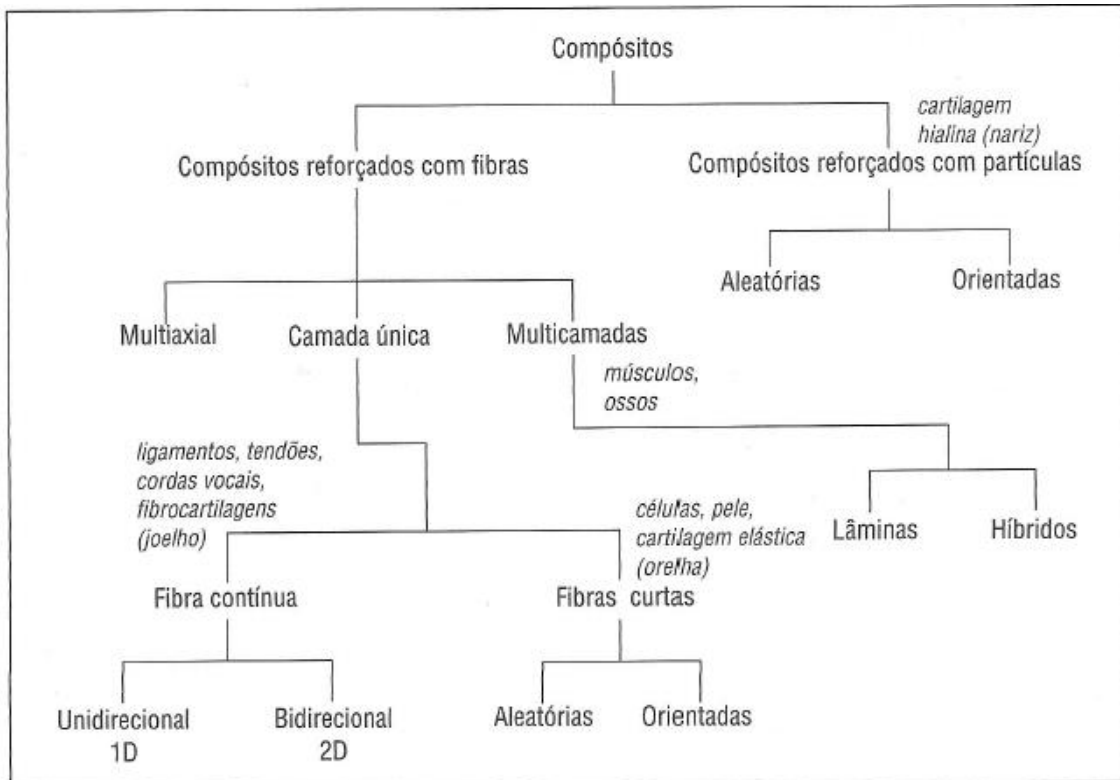 Compósitos
cartilagem
hialina (nariz)
Compósitos reforçados com fibras
Compósitos reforçados com partículas
Aleatórias
Orientadas
Multiaxial
Camada única
Multicamadas
músculos,
ossos
ligamentos, tendões,
cordas vocais,
fibrocartilagens
(joelho)
células, pele,
cartilagem elástica
(orelha)
Lâminas
Híbridos
Fibra contínua
Fibras curtas
Unidirecional
1D
Bidirecional
2D
Aleatórias
Orientadas